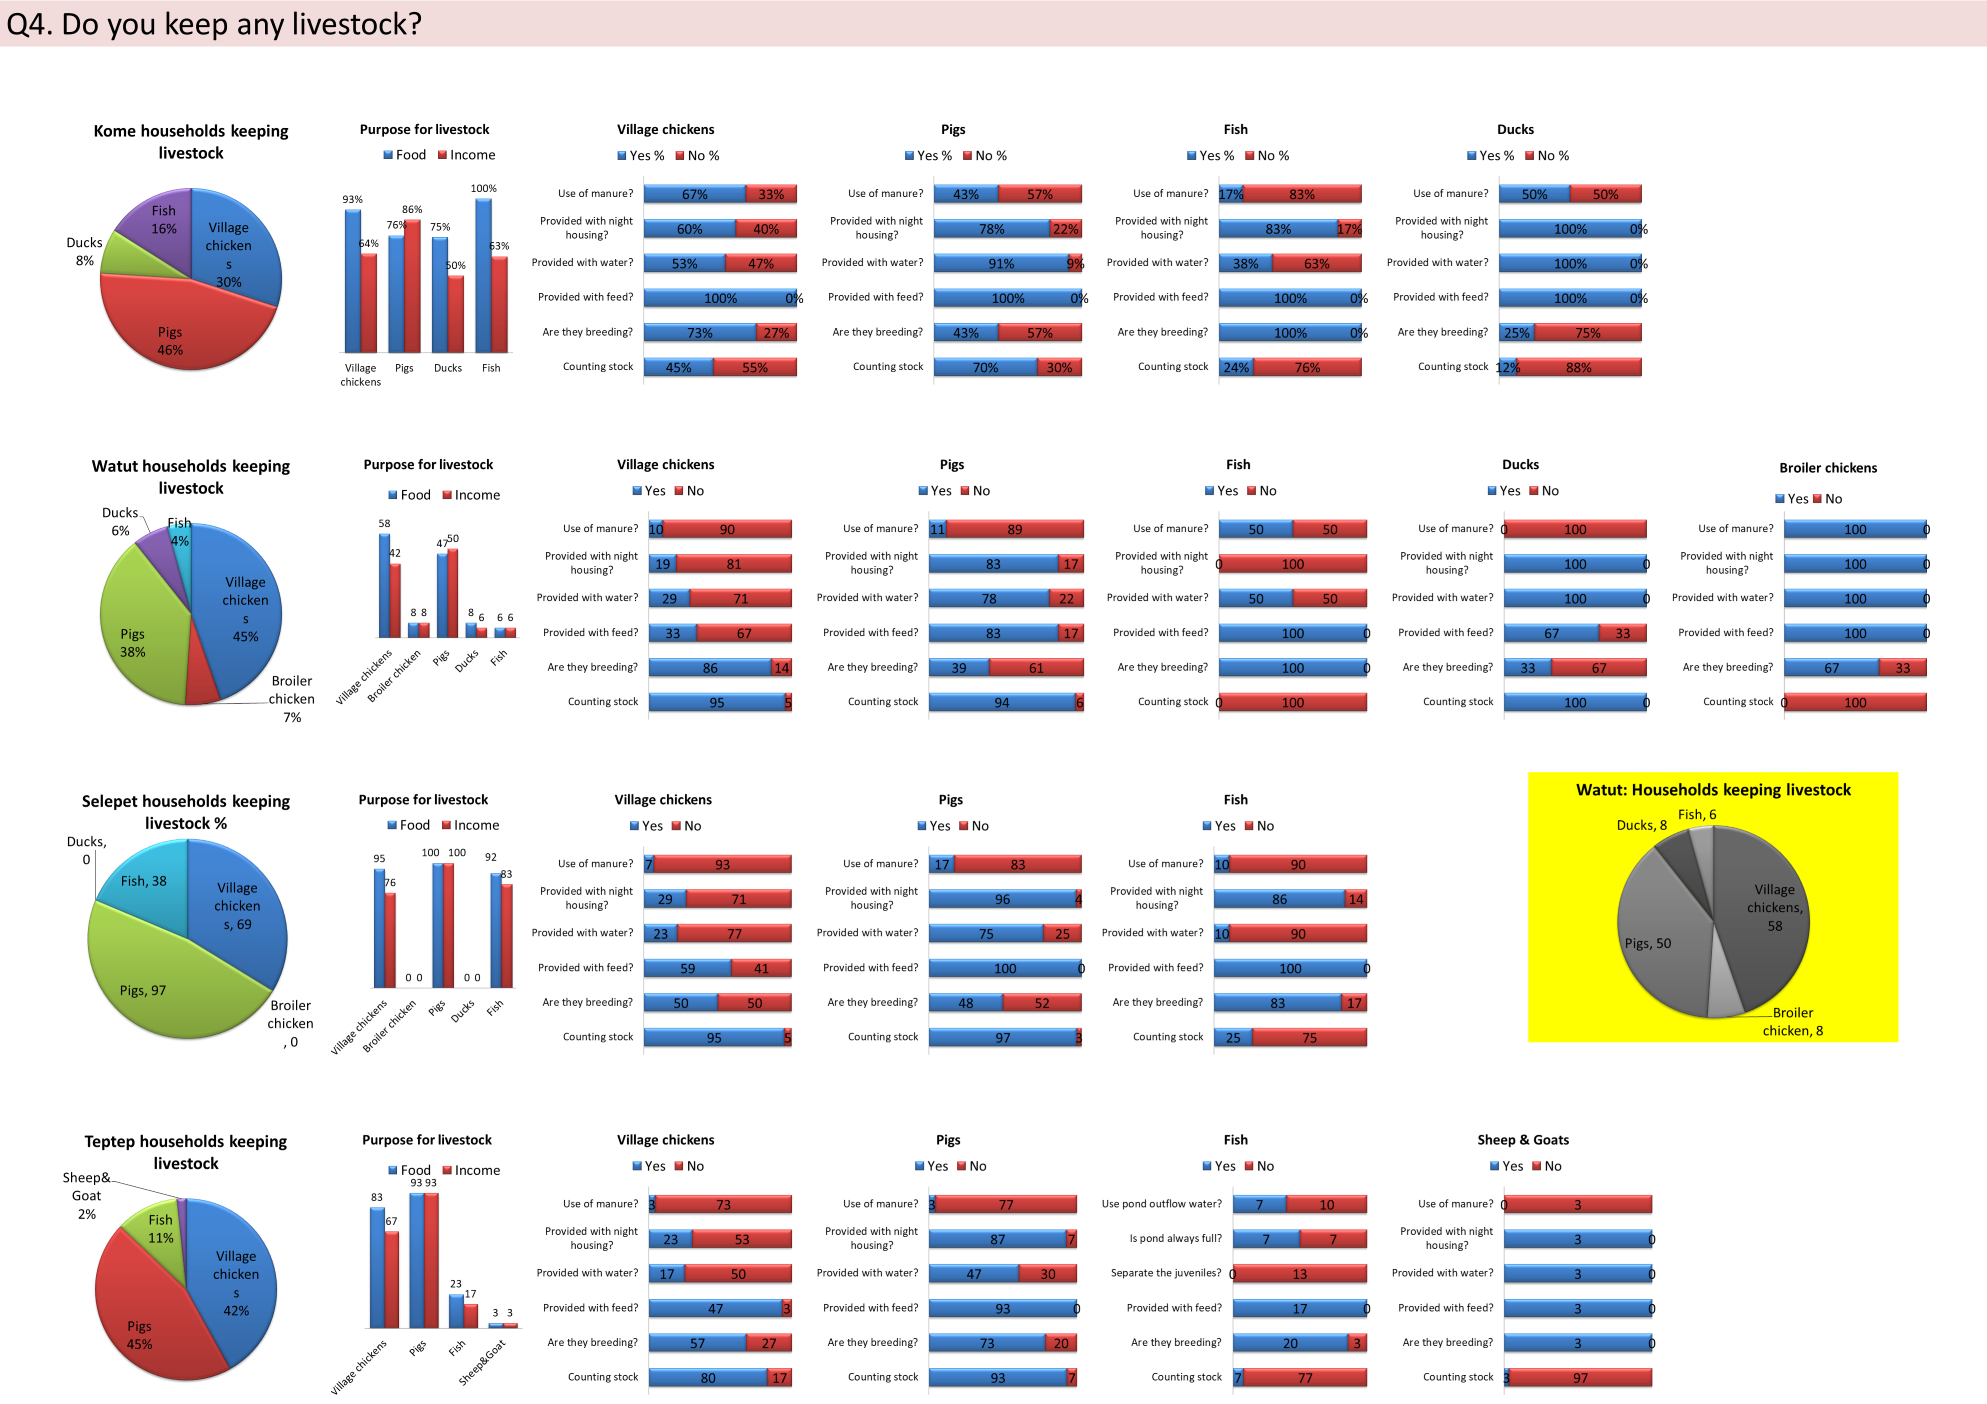 Q4. Do you keep any livestock?
Kome households keeping
livestock
Fish
16%
Village
chicken
s
30%
Ducks
8%
Pigs
46%
Purpose for livestock
Food Income
93%
64%
76%
86%
75%
50%
100%
63%
Village
chickens
Pigs
Ducks
Fish
Village chickens
Yes % No %
Use of manure? 67% 33%
Provided with night
housing? 60% 40%
Provided with water? 53% 47%
Provided with feed? 100% 0%
Are they breeding? 73% 27%
Counting stock 45% 55%
Pigs
Yes % No %
Use of manure? 43% 57%
Provided with night
housing? 78% 22%
Provided with water? 91% 9%
Provided with feed? 100% 0%
Are they breeding? 43% 57%
Counting stock 70% 30%
Fish
Yes % No %
Use of manure? 17% 83%
Provided with night
housing? 83% 17%
Provided with water? 38% 63%
Provided with feed? 100% 0%
Are they breeding? 100% 0%
Counting stock 24% 76%
Ducks
Yes % No %
Use of manure? 50% 50%
Provided with night
housing? 100% 0%
Provided with water? 100% 0%
Provided with feed? 100% 0%
Are they breeding? 25% 75%
Counting stock 12% 88%
Watut households keeping
livestock
Ducks
6%
Fish
4%
Village
chicken
s
45%
Pigs
38%
Broiler
chicken
7%
Purpose for livestock
Food Income
58
42
8 8
47 50
8 6
6 6
Village chickens
Broiler chicken
Pigs
Ducks
Fish
Village chickens
Yes No
Use of manure? 10 90
Provided with night
housing? 19 81
Provided with water? 29 71
Provided with feed? 33 67
Are they breeding? 86 14
Counting stock 95 5
Pigs
Yes No
Use of manure? 11 89
Provided with night
housing? 83 17
Provided with water? 78 22
Provided with feed? 83 17
Are they breeding? 39 61
Counting stock 94 6
Fish
Yes No
Use of manure? 50 50
Provided with night
housing? 0 100
Provided with water? 50 50
Provided with feed? 100 0
Are they breeding? 100 0
Counting stock 0 100
Ducks
Yes No
Use of manure? 0 100
Provided with night
housing? 100 0
Provided with water? 100 0
Provided with feed? 67 33
Are they breeding? 33 67
Counting stock 100 0
Broiler chickens
Yes No
Use of manure? 100 0
Provided with night
housing? 100 0
Provided with water? 100 0
Provided with feed? 100 0
Are they breeding? 67 33
Counting stock 0 100
Selepet households keeping
livestock %
Ducks,
0
Fish, 38
Village
chicken
s, 69
Pigs, 97
Broiler
chicken
, 0
Purpose for livestock
Food Income
95
76
0 0
100 100
0 0
92
83
Village chickens
Broiler chicken
Pigs
Ducks
Fish
Village chickens
Yes No
Use of manure? 7 93
Provided with night
housing? 29 71
Provided with water? 23 77
Provided with feed? 59 41
Are they breeding? 50 50
Counting stock 95 5
Pigs
Yes No
Use of manure? 17 83
Provided with night
housing? 96 4
Provided with water? 75 25
Provided with feed? 100 0
Are they breeding? 48 52
Counting stock 97 3
Fish
Yes No
Use of manure? 10 90
Provided with night
housing? 86 14
Provided with water? 10 90
Provided with feed? 100 0
Are they breeding? 83 17
Counting stock 25 75
Watut: Households keeping livestock
Fish, 6
Ducks, 8
Village
chickens,
58
Pigs, 50
Broiler
chicken, 8
Teptep households keeping
livestock
Sheep&
Goat
2%
Fish
11%
Village
chicken
s
42%
Pigs
45%
Purpose for livestock
Food Income
83
67
93 93
23
17
3 3
Village chickens
Pigs
Fish
Sheep&Goat
Village chickens
Yes No
Use of manure? 3 73
Provided with night
housing? 23 53
Provided with water? 17 50
Provided with feed? 47 3
Are they breeding? 57 27
Counting stock 80 17
Pigs
Yes No
Use of manure? 3 77
Provided with night
housing? 87 7
Provided with water? 47 30
Provided with feed? 93 0
Are they breeding? 73 20
Counting stock 93 7
Fish
Yes No
Use pond outflow water? 7 10
Is pond always full? 7 7
Separate the juveniles? 0 13
Provided with feed? 17 0
Are they breeding? 20 3
Counting stock 7 77
Sheep & Goats
Yes No
Use of manure? 0 3
Provided with night
housing? 3 0
Provided with water? 3 0
Provided with feed? 3 0
Are they breeding? 3 0
Counting stock 3 97